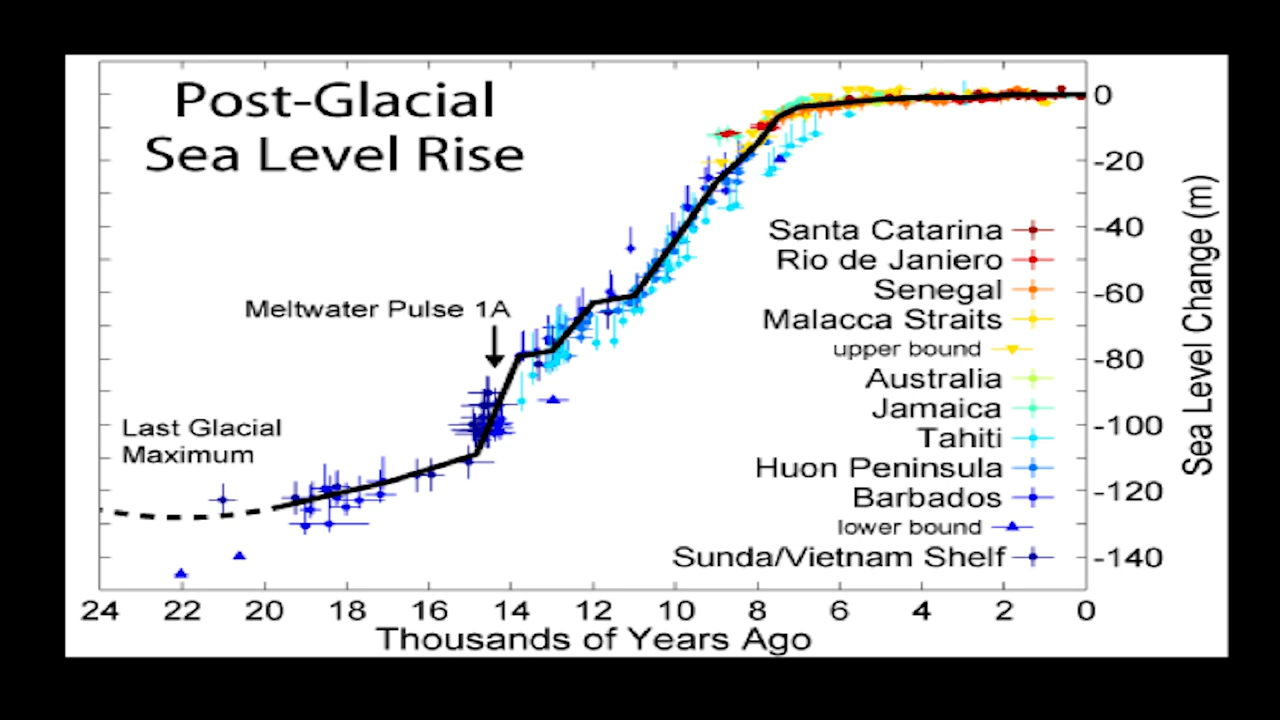 Post-Glacial
Sea Level Rise
Meltwater Pulse 1A
Last Glacial
Maximum
Santa Catarina
Rio de Janiero
Senegal
Malacca Straits
upper bound
Australia
Jamaica
Tahiti
Huon Peninsula
Barbados
lower bound
Sunda/Vietnam Shelf
0
-20
-40
-60
-80
-100
-120
-140
Sea Level Change (m)
24 22 20 18 16 14 12 10 8 6 4 2 0
Thousands of Years Ago